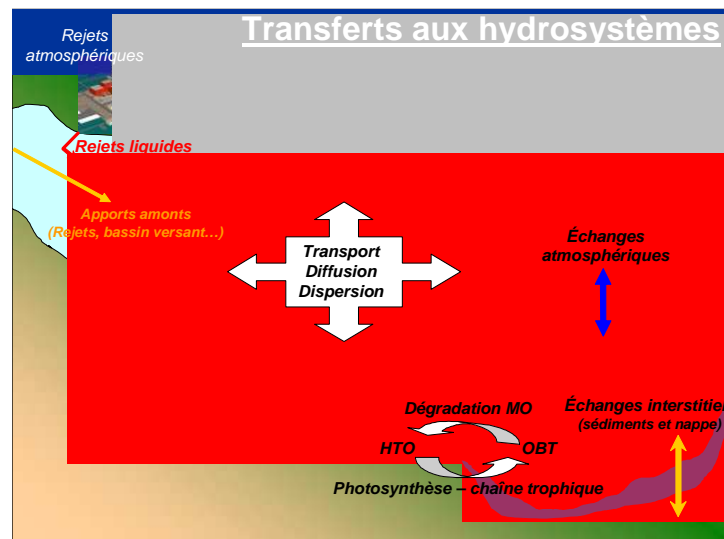 Transferts aux hydrosystèmes
Rejets
atmosphériques
Rejets liquides
Apports amonts
(Rejets, bassin versant...)
Transport
Diffusion
Dispersion
Échanges
atmosphériques
Dégradation MO
HTO
OBT
Photosynthèse – chaîne trophique
Échanges interstitiel
(sédiments et nappe)